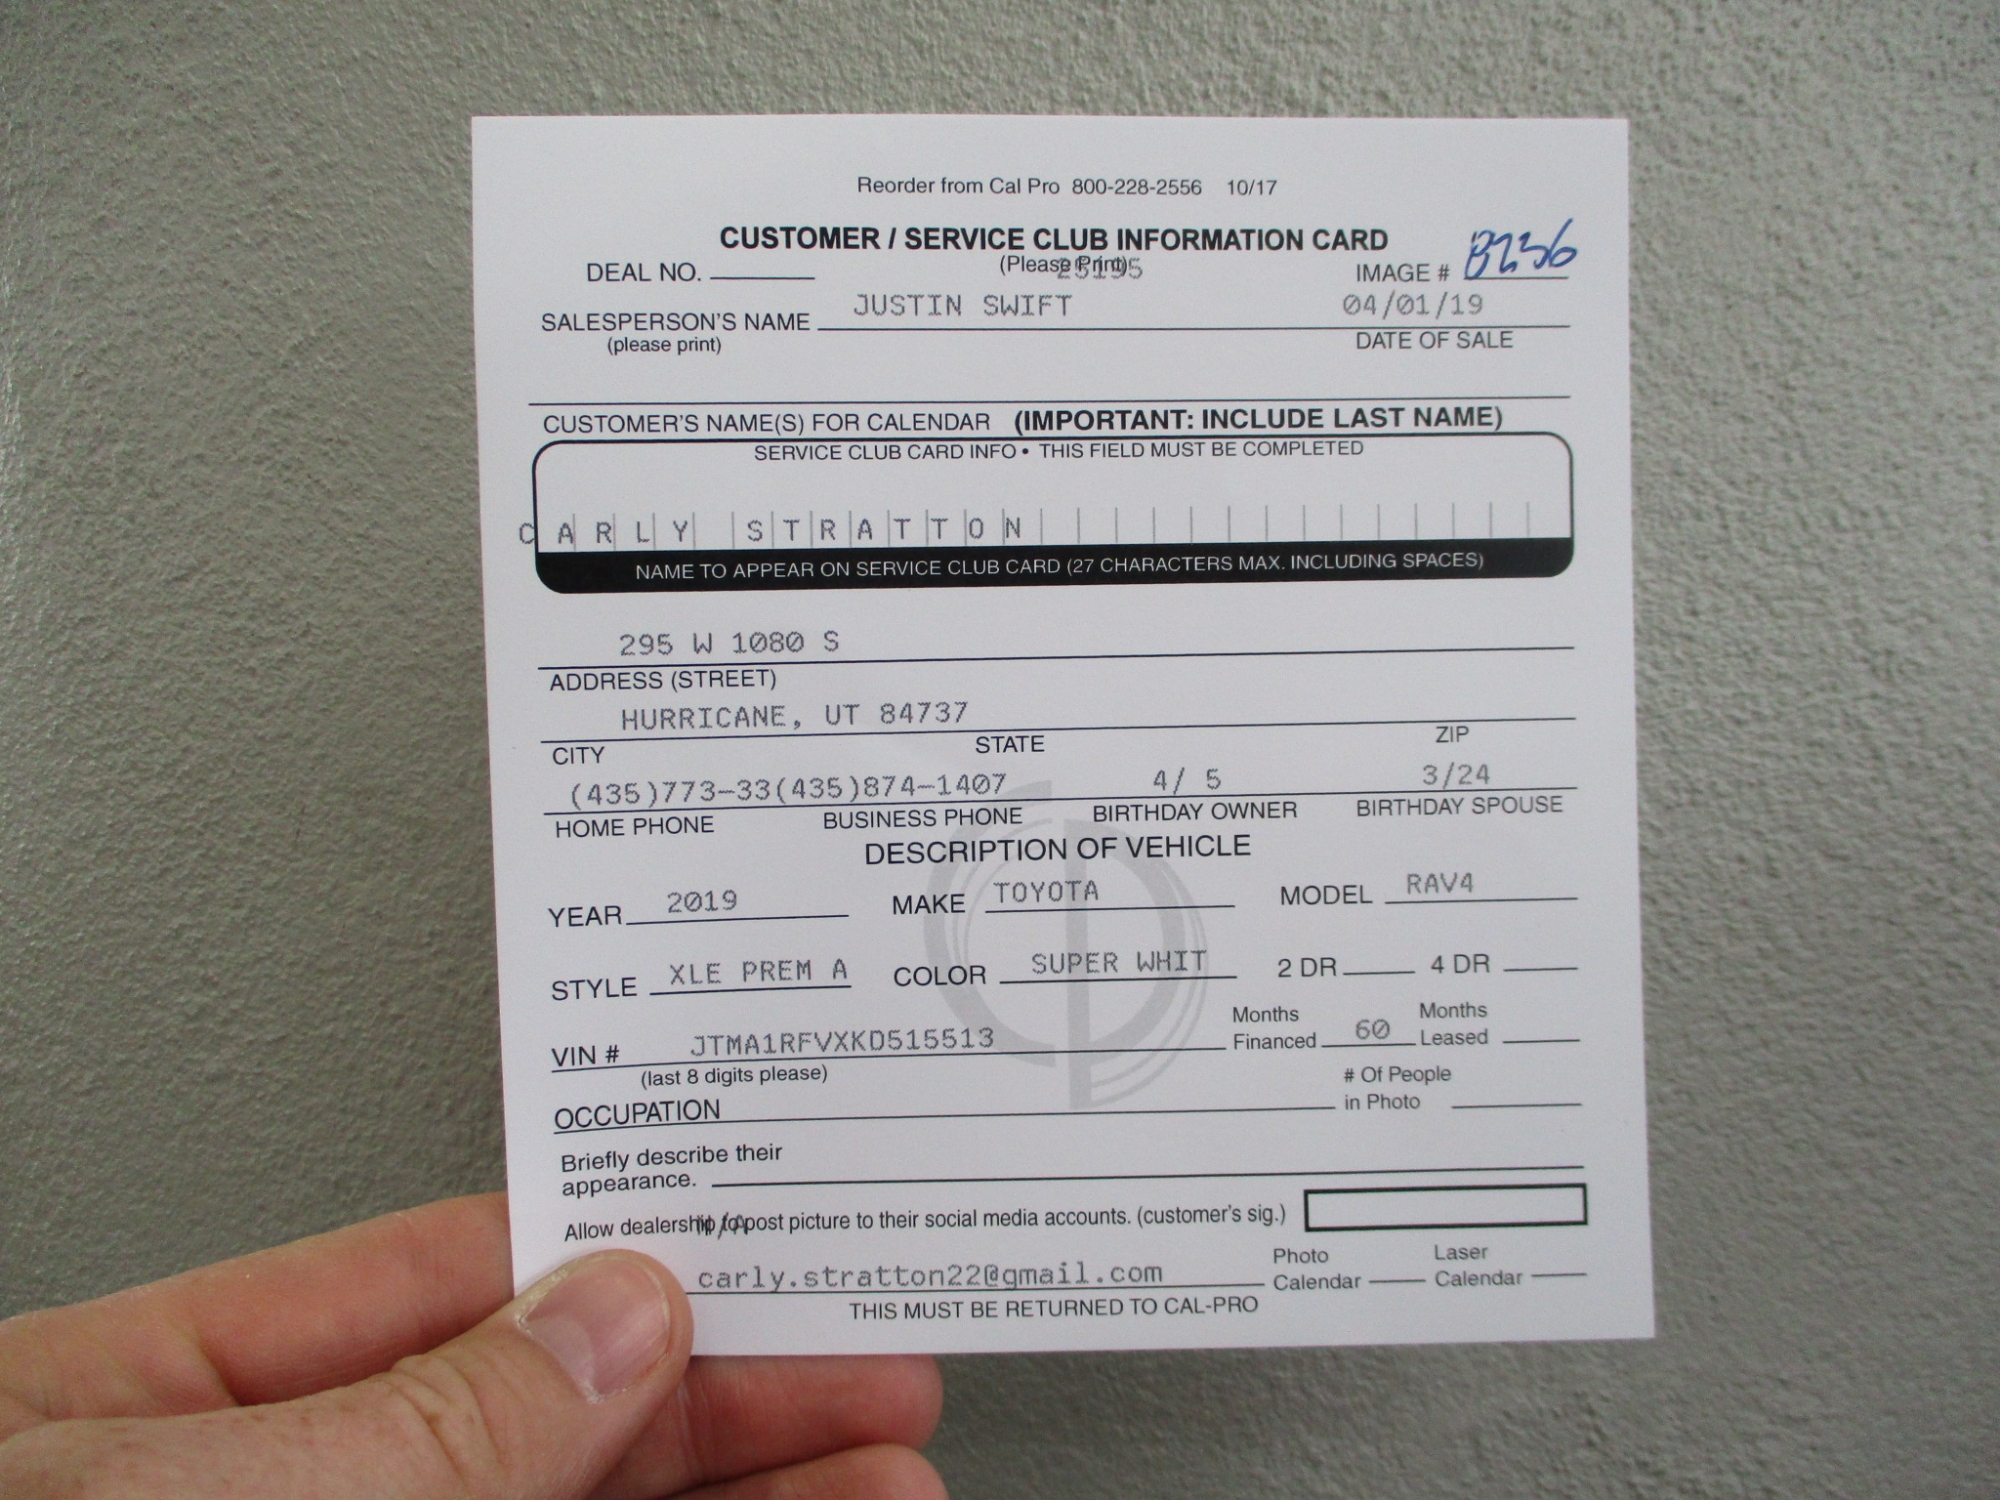 Reorder from Cal Pro 800-228-2556 10/17
CUSTOMER / SERVICE CLUB INFORMATION CARD
(Please Print) 25195
DEAL NO. IMAGE # 8236
JUSTIN SWIFT 04/01/19
SALESPERSON'S NAME DATE OF SALE
(please print)
CUSTOMER'S NAME(S) FOR CALENDAR (IMPORTANT: INCLUDE LAST NAME)
SERVICE CLUB CARD INFO • THIS FIELD MUST BE COMPLETED
CARLY STRATTON
NAME TO APPEAR ON SERVICE CLUB CARD (27 CHARACTERS MAX. INCLUDING SPACES)
295 W 1080 S
ADDRESS (STREET)
HURRICANE, UT 84737
CITY STATE ZIP
(435)773-33(435)874-1407 4/ 5 3/24
HOME PHONE BUSINESS PHONE BIRTHDAY OWNER BIRTHDAY SPOUSE
DESCRIPTION OF VEHICLE
YEAR 2019 MAKE TOYOTA MODEL RAV4
STYLE XLE PREM A COLOR SUPER WHIT 2 DR 4 DR
VIN # JTMA1RFVXKD515513 Months Financed 60 Months Leased
(last 8 digits please)
OCCUPATION # Of People in Photo
Briefly describe their
appearance.
Allow dealership to post picture to their social media accounts. (customer's sig.)
N/A
carly.stratton22@gmail.com Photo Calendar Laser Calendar
THIS MUST BE RETURNED TO CAL-PRO